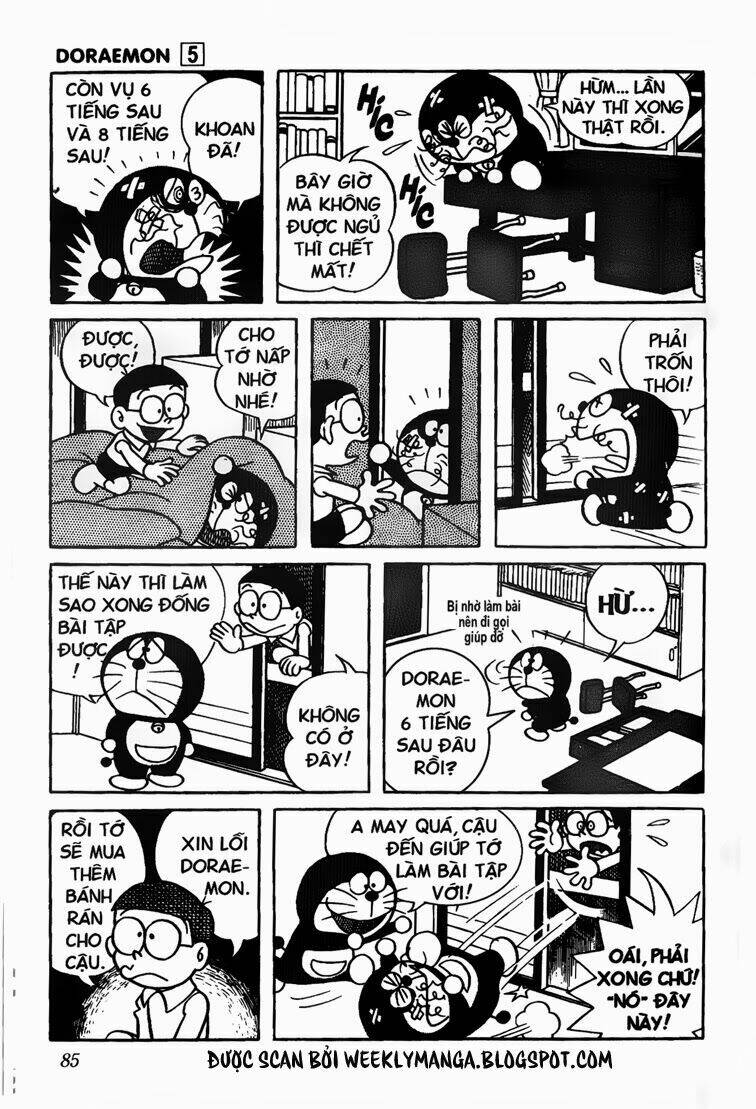 DORAEMON 5
HỪM... LẦN
NÀY THÌ XONG
THẬT RỒI.
HÍC
HÍC
BÂY GIỜ
MÀ KHÔNG
ĐƯỢC NGỦ
THÌ CHẾT
MẤT!
KHOAN
ĐÃ!
CÒN VỤ 6
TIẾNG SAU
VÀ 8 TIẾNG
SAU!
PHẢI
TRỐN
THÔI!
CHO
TỚ NẤP
NHỜ
NHÉ!
ĐƯỢC,
ĐƯỢC!
HỪ...
Bị nhờ làm bài
nên đi gọi
giúp đỡ
DORAE-
MON
6 TIẾNG
SAU ĐÂU
RỒI?
KHÔNG
CÓ Ở
ĐÂY!
THẾ NÀY THÌ LÀM
SAO XONG ĐỐNG
BÀI TẬP
ĐƯỢC
!
OÁI, PHẢI
XONG CHỨ!
"NÓ" ĐÂY
NÀY!
A MAY QUÁ, CẬU
ĐẾN GIÚP TỚ
LÀM BÀI TẬP
VỚI!
XIN LỖI
DORAE-
MON.
RỒI TỚ
SẼ MUA
THÊM
BÁNH
RÁN
CHO
CẬU.
85
ĐƯỢC SCAN BỞI WEEKLYMANGA.BLOGSPOT.COM